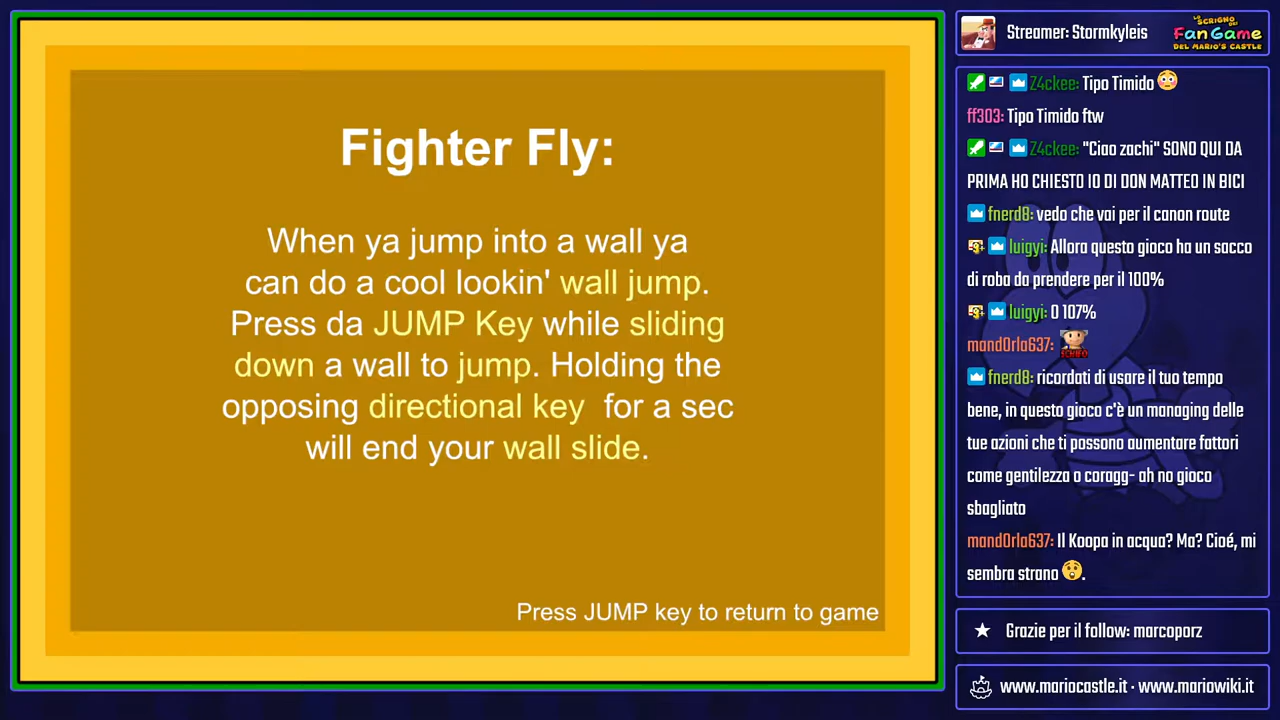 Fighter Fly:
When ya jump into a wall ya
can do a cool lookin' wall jump.
Press da JUMP Key while sliding
down a wall to jump. Holding the
opposing directional key for a sec
will end your wall slide.
Press JUMP key to return to game
Streamer: Stormkyleis
LO SCRIGNO DEI
FanGame
DEL MARIO'S CASTLE
Z4ckee: Tipo Timido
ff303: Tipo Timido ftw
Z4ckee: "Ciao zachi" SONO QUI DA
PRIMA HO CHIESTO IO DI DON MATTEO IN BICI
fnerd8: vedo che vai per il canon route
luigyi: Allora questo gioco ha un sacco
di roba da prendere per il 100%
luigyi: O 107%
mand0rla637:
fnerd8: ricordati di usare il tuo tempo
bene, in questo gioco c'è un managing delle
tue azioni che ti possono aumentare fattori
come gentilezza o coragg- oh no gioco
sbagliato
mand0rla637: Il Koopa in acqua? Ma? Cioé, mi
sembra strano .
Grazie per il follow: marcoporz
www.mariocastle.it · www.mariowiki.it